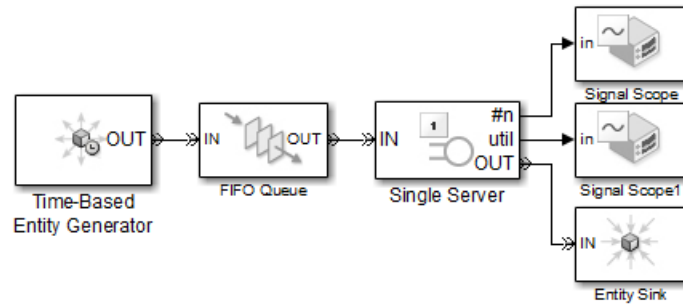 OUT
Time-Based
Entity Generator
IN
OUT
FIFO Queue
IN
1
#n
util
OUT
Single Server
in
Signal Scope
in
Signal Scope1
IN
Entity Sink